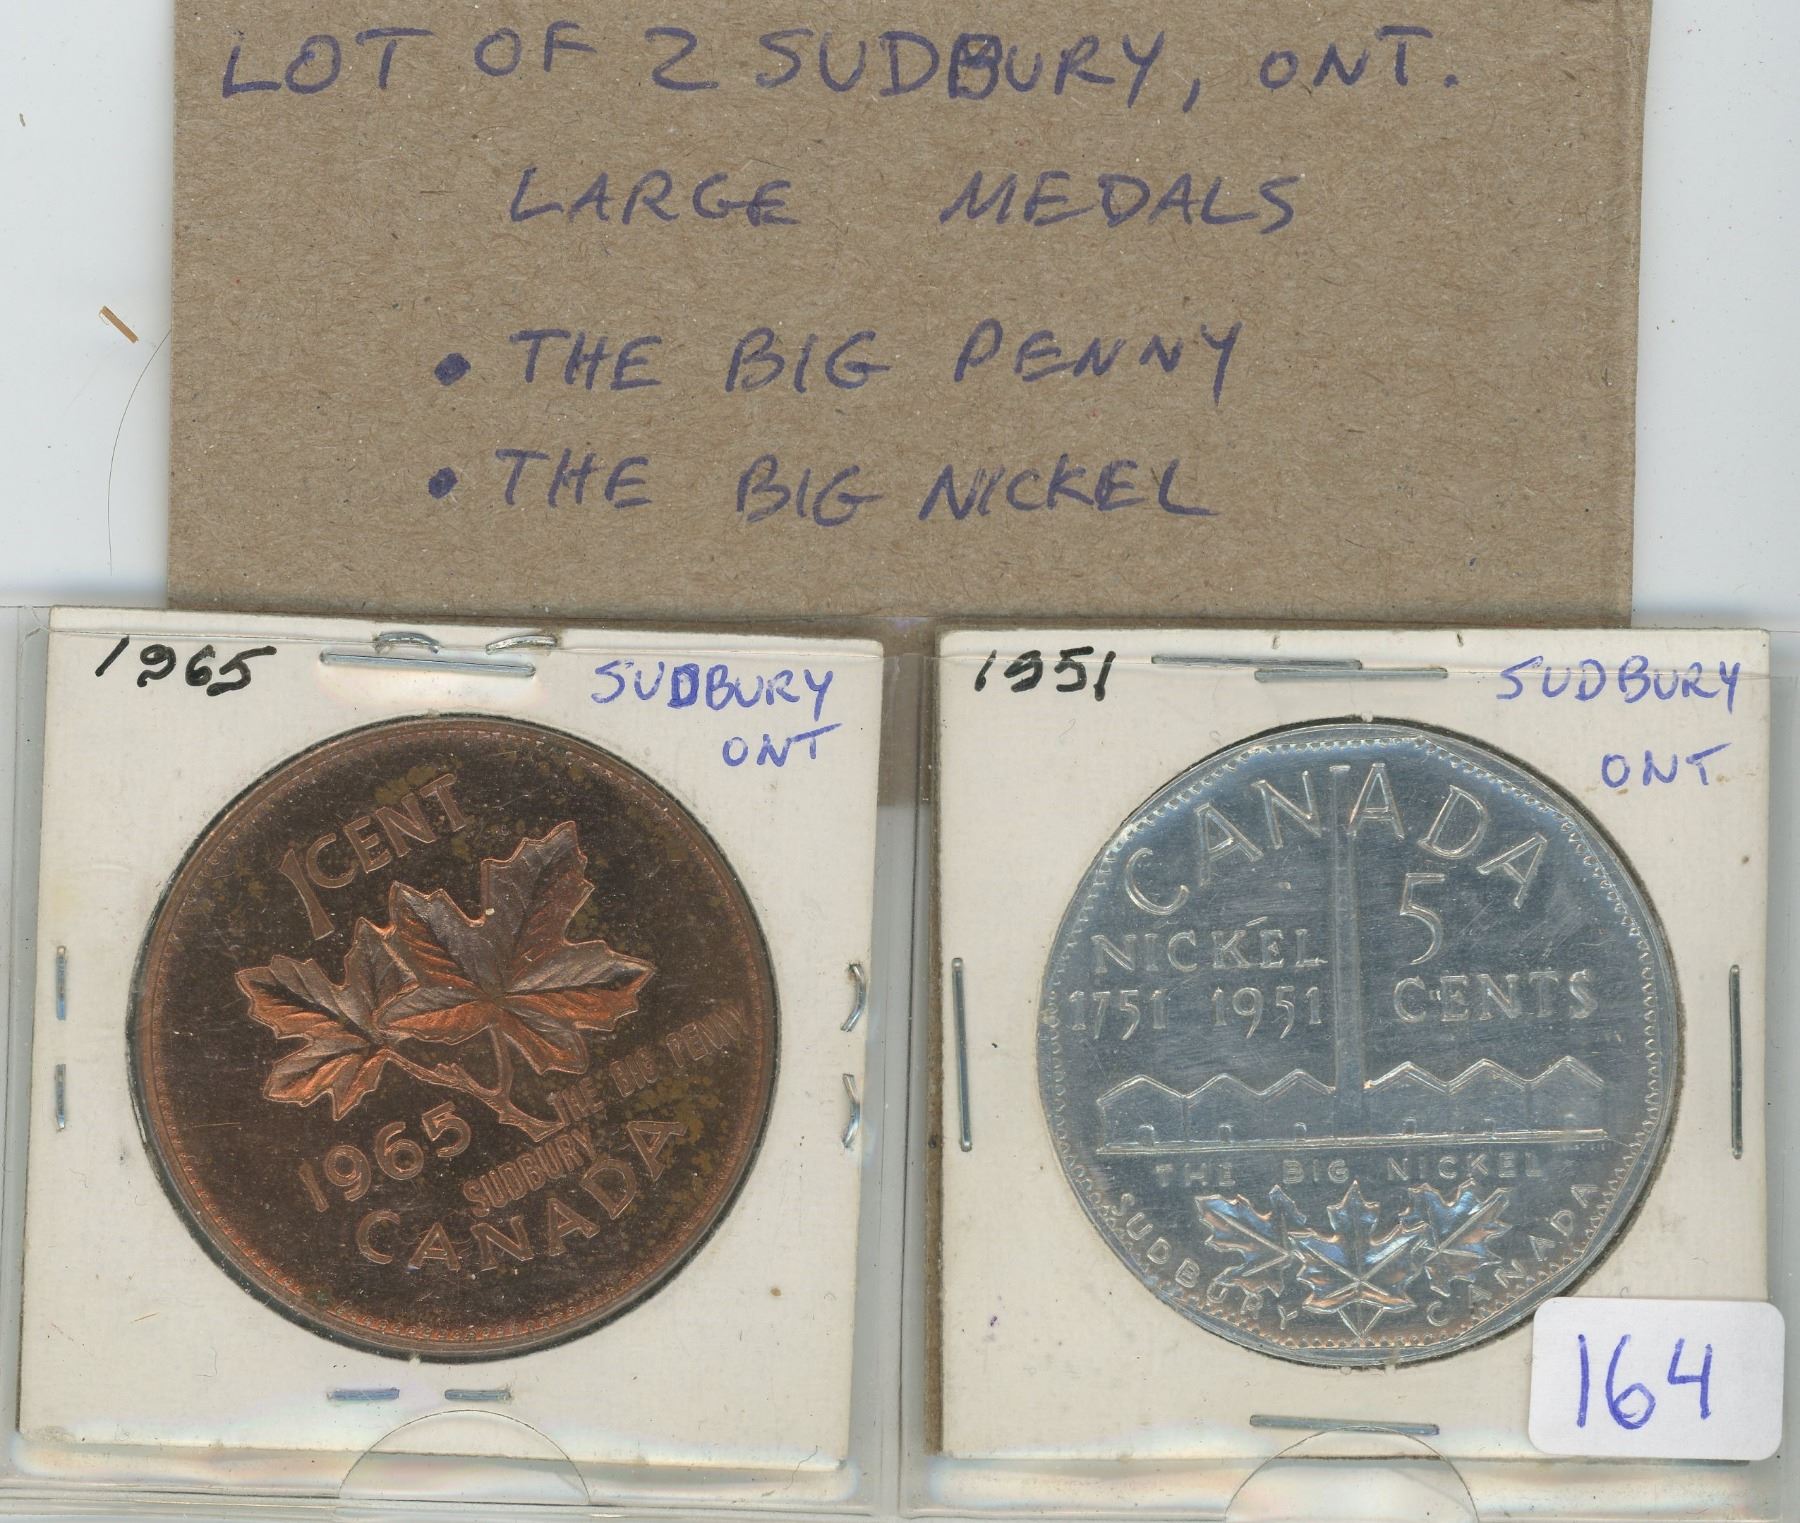 LOT OF 2 SUDBURY, ONT.
LARGE MEDALS
• THE BIG PENNY
• THE BIG NICKEL
1965
SUDBURY
ONT
1 CENT
1965
THE BIG PENNY
SUDBURY
CANADA
1951
SUDBURY
ONT
CANADA
5
NICKEL
CENTS
1751 1951
THE BIG NICKEL
SUDBURY CANADA
164